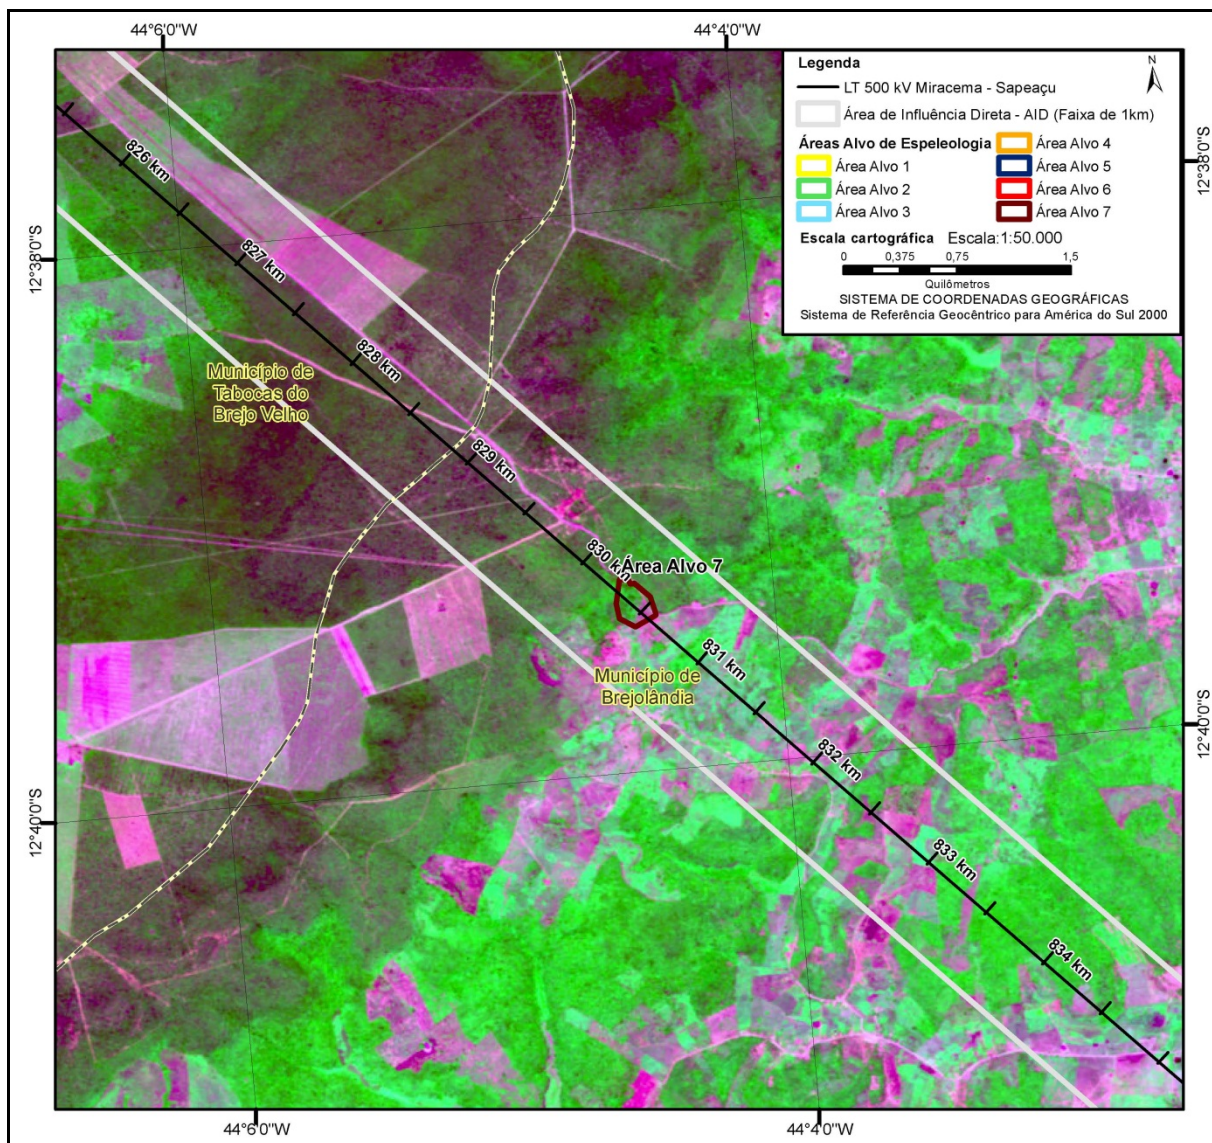 44°6'0"W
44°4'0"W
Legenda
N
LT 500 kV Miracema - Sapeaçu
Área de Influência Direta - AID (Faixa de 1km)
Áreas Alvo de Espeleologia
Área Alvo 1
Área Alvo 2
Área Alvo 3
Área Alvo 4
Área Alvo 5
Área Alvo 6
Área Alvo 7
Escala cartográfica Escala:1:50.000
0 0,375 0,75 1,5
Quilômetros
SISTEMA DE COORDENADAS GEOGRÁFICAS
Sistema de Referência Geocêntrico para América do Sul 2000
12°38'0"S
12°38'0"S
826 km
827 km
828 km
Município de
Tabocas do
Brejo Velho
829 km
830 km
Área Alvo 7
831 km
Município de
Brejolândia
832 km
833 km
834 km
12°40'0"S
12°40'0"S
44°6'0"W
44°4'0"W